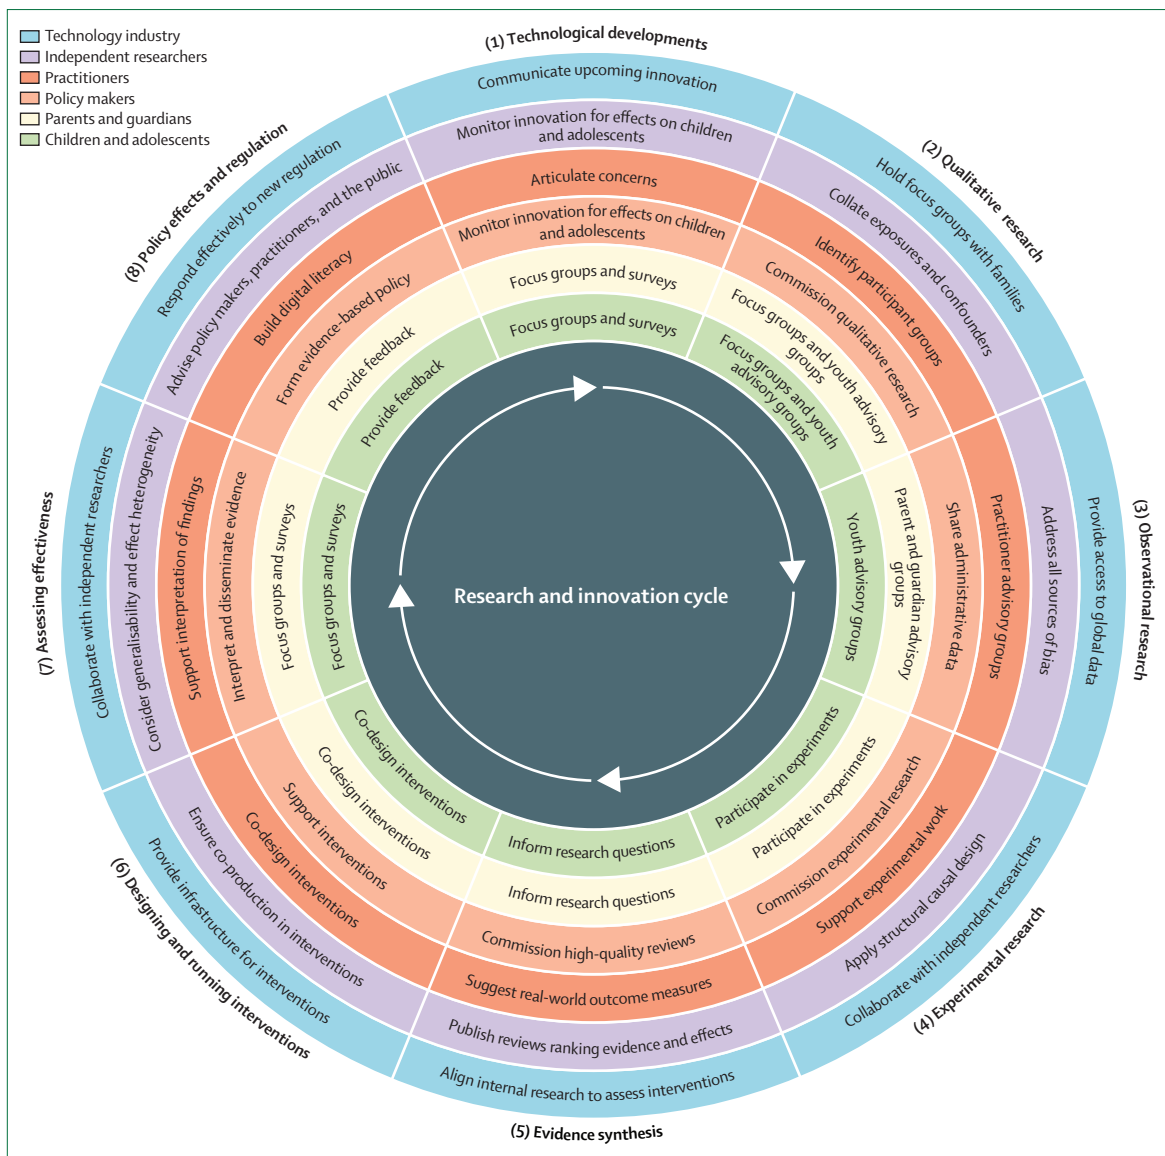 Technology industry
Independent researchers
Practitioners
Policy makers
Parents and guardians
Children and adolescents
(1) Technological developments
Communicate upcoming innovation
Monitor innovation for effects on children
and adolescents
Articulate concerns
Monitor innovation for effects on children
and adolescents
Focus groups and surveys
Focus groups and surveys
(2) Qualitative research
Hold focus groups with families
Collate exposures and confounders
Identify participant groups
Commission qualitative research
Focus groups and youth advisory
groups
Focus groups and youth
advisory groups
(3) Observational research
Provide access to global data
Address all sources of bias
Practitioner advisory groups
Share administrative data
Parent and guardian advisory
groups
Youth advisory groups
(4) Experimental research
Collaborate with independent researchers
Apply structural causal design
Support experimental work
Commission experimental research
Participate in experiments
Participate in experiments
(5) Evidence synthesis
Align internal research to assess interventions
Publish reviews ranking evidence and effects
Suggest real-world outcome measures
Commission high-quality reviews
Inform research questions
Inform research questions
(6) Designing and running interventions
Provide infrastructure for interventions
Ensure co-production in interventions
Co-design interventions
Support interventions
Co-design interventions
Co-design interventions
(7) Assessing effectiveness
Collaborate with independent researchers
Consider generalisability and effect heterogeneity
Support interpretation of findings
Interpret and disseminate evidence
Focus groups and surveys
Focus groups and surveys
(8) Policy effects and regulation
Respond effectively to new regulation
Advise policy makers, practitioners, and the public
Build digital literacy
Form evidence-based policy
Provide feedback
Provide feedback
Research and innovation cycle